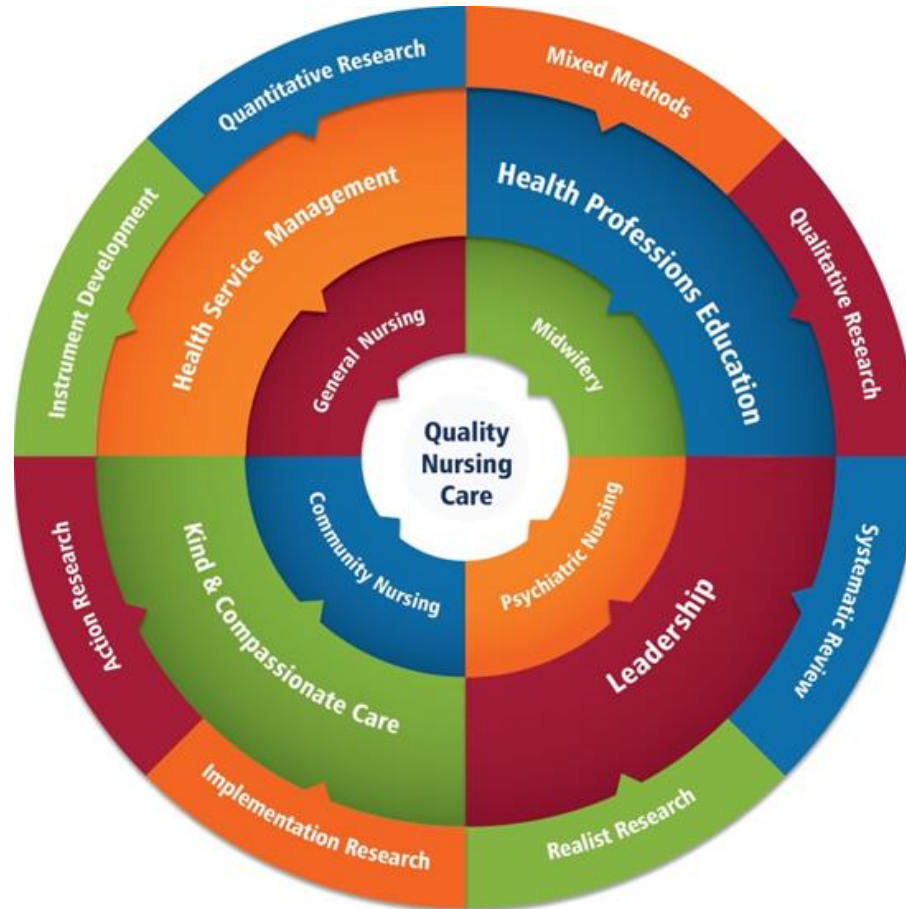 Quantitative Research
Mixed Methods
Instrument Development
Health Service Management
Health Professions Education
Qualitative Research
General Nursing
Midwifery
Quality
Nursing
Care
Community Nursing
Psychiatric Nursing
Action Research
Kind & Compassionate Care
Leadership
Systematic Review
Implementation Research
Realist Research